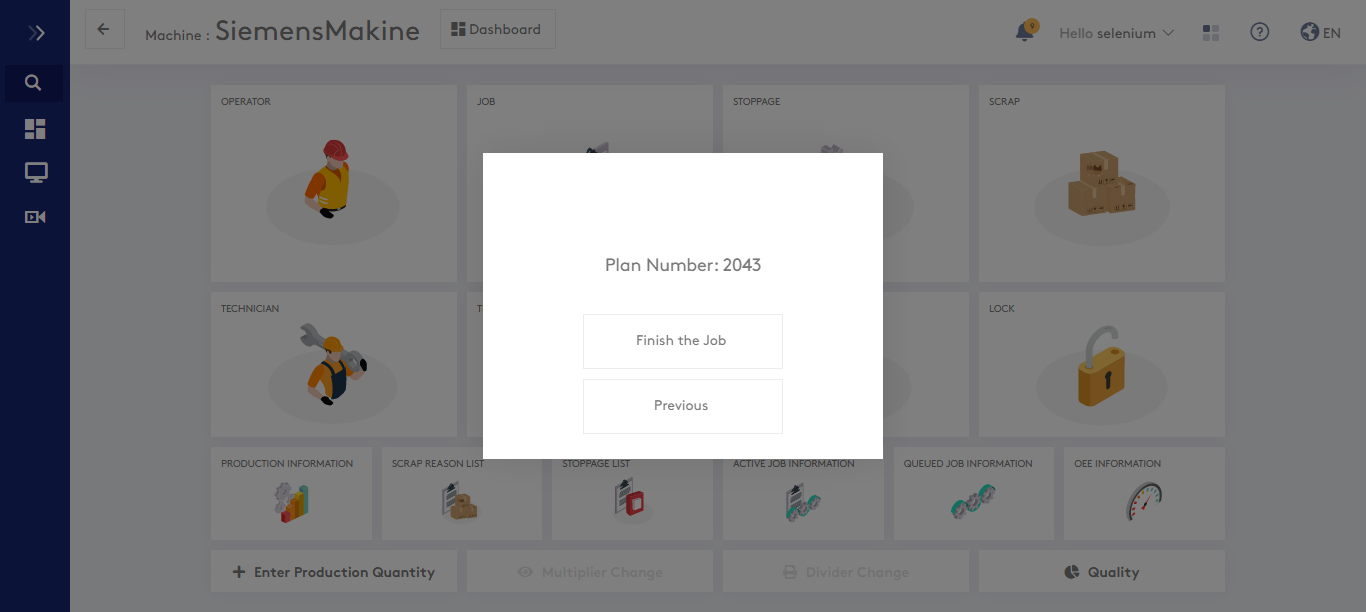 Machine : SiemensMakine
Dashboard
9
Hello selenium
EN
OPERATOR
JOB
STOPPAGE
SCRAP
Plan Number: 2043
Finish the Job
Previous
TECHNICIAN
LOCK
PRODUCTION INFORMATION
SCRAP REASON LIST
STOPPAGE LIST
ACTIVE JOB INFORMATION
QUEUED JOB INFORMATION
OEE INFORMATION
Enter Production Quantity
Multiplier Change
Divider Change
Quality